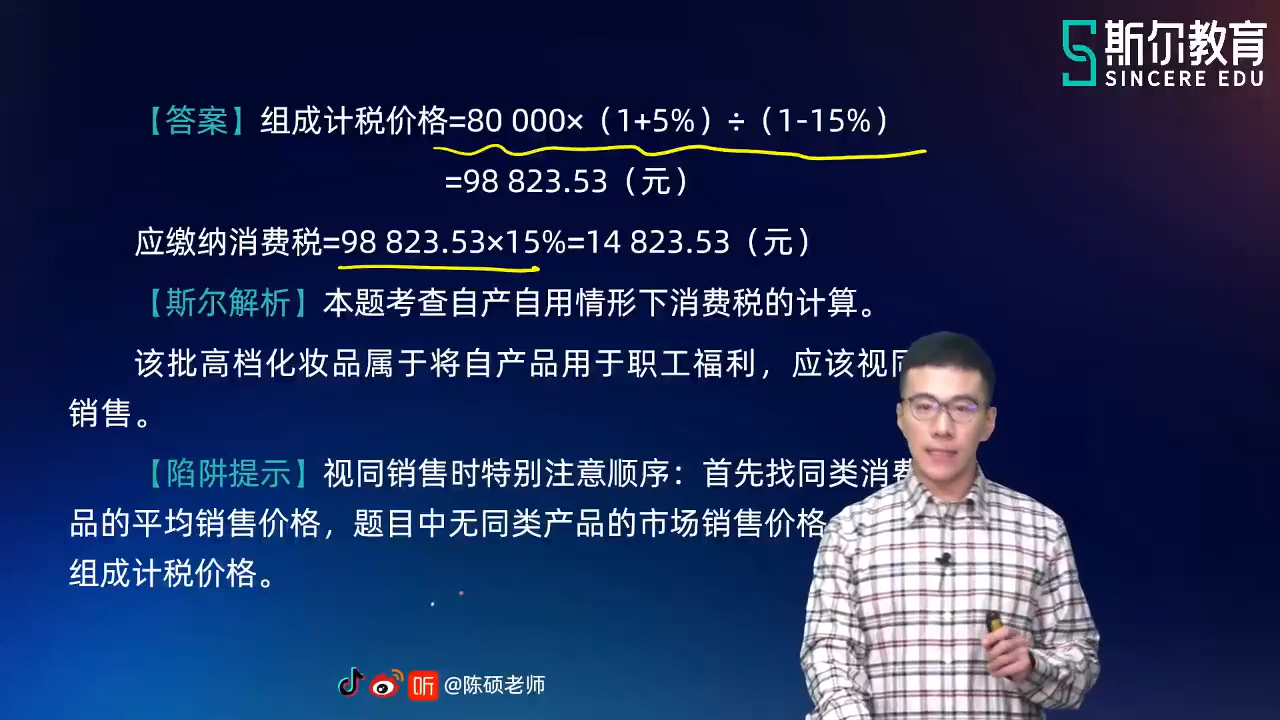 斯尔教育
SINCERE EDU
【答案】组成计税价格=80 000×（1+5%）÷（1-15%）
=98 823.53（元）
应缴纳消费税=98 823.53×15%=14 823.53（元）
【斯尔解析】本题考查自产自用情形下消费税的计算。
该批高档化妆品属于将自产品用于职工福利，应该视同
销售。
【陷阱提示】视同销售时特别注意顺序：首先找同类消费
品的平均销售价格，题目中无同类产品的市场销售价格
组成计税价格。
听 @陈硕老师